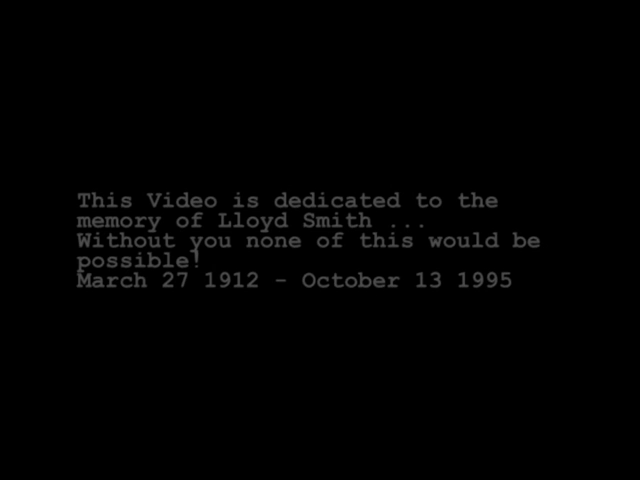 This Video is dedicated to the
memory of Lloyd Smith ...
Without you none of this would be
possible!
March 27 1912 - October 13 1995